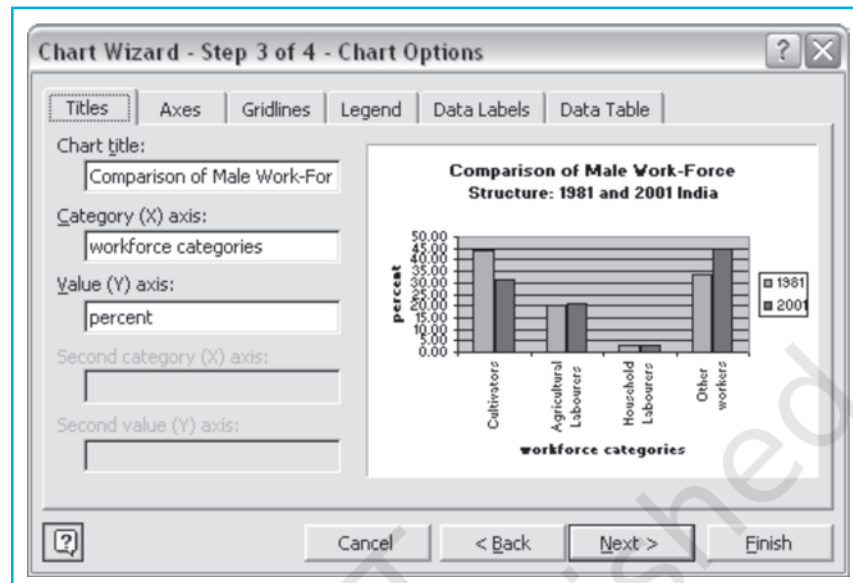 Chart Wizard - Step 3 of 4 - Chart Options
Titles Axes Gridlines Legend Data Labels Data Table
Chart title:
Comparison of Male Work-For
Category (X) axis:
workforce categories
Value (Y) axis:
percent
Second category (X) axis:
Second value (Y) axis:
Comparison of Male Work-Force
Structure: 1981 and 2001 India
percent
50.00
45.00
40.00
35.00
30.00
25.00
20.00
15.00
10.00
5.00
0.00
Cultivators
Agricultural
Labourers
Household
Labourers
Other
workers
workforce categories
1981
2001
Cancel < Back Next > Finish